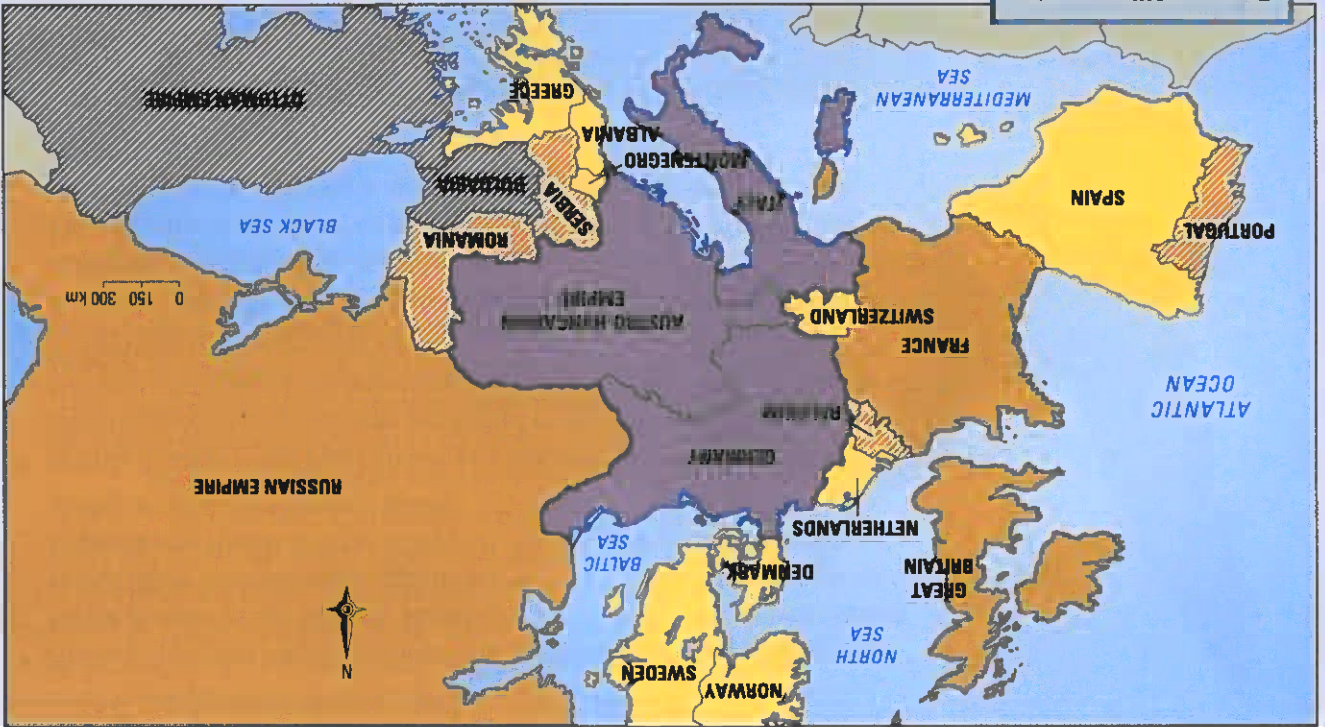 NORWAY
SWEDEN
N
NORTH
SEA
GREAT
BRITAIN
DENMARK
BALTIC
SEA
NETHERLANDS
RUSSIAN EMPIRE
GERMANY
BELGIUM
ATLANTIC
OCEAN
FRANCE
SWITZERLAND
AUSTRO-HUNGARIAN
EMPIRE
0 150 300 km
ROMANIA
BLACK SEA
PORTUGAL
SPAIN
ITALY
SERBIA
BULGARIA
MONTENEGRO
ALBANIA
GREECE
OTTOMAN EMPIRE
MEDITERRANEAN
SEA